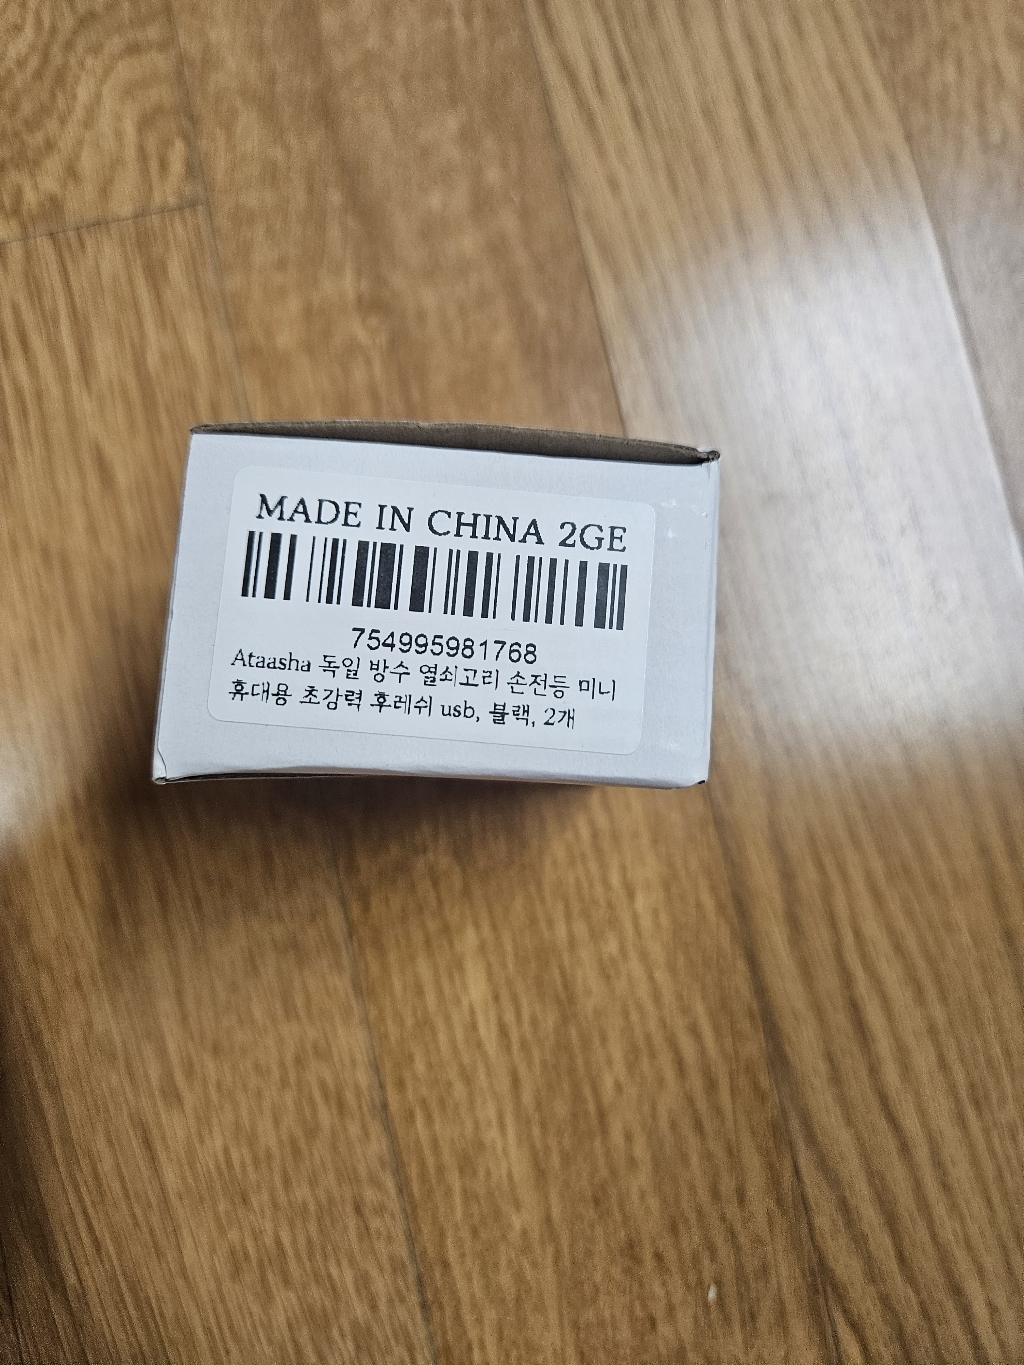 MADE IN CHINA 2GE
754995981768
Ataasha 독일 방수 열쇠고리 손전등 미니
휴대용 초강력 후레쉬 usb, 블랙, 2개